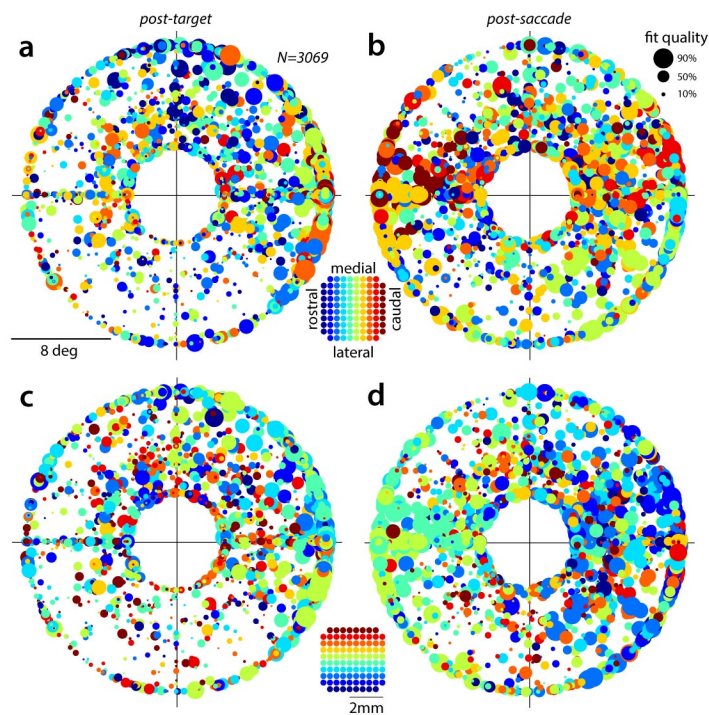 post-target
post-saccade
a
N=3069
b
fit quality
90%
50%
10%
8 deg
medial
rostral
caudal
lateral
c
d
2mm